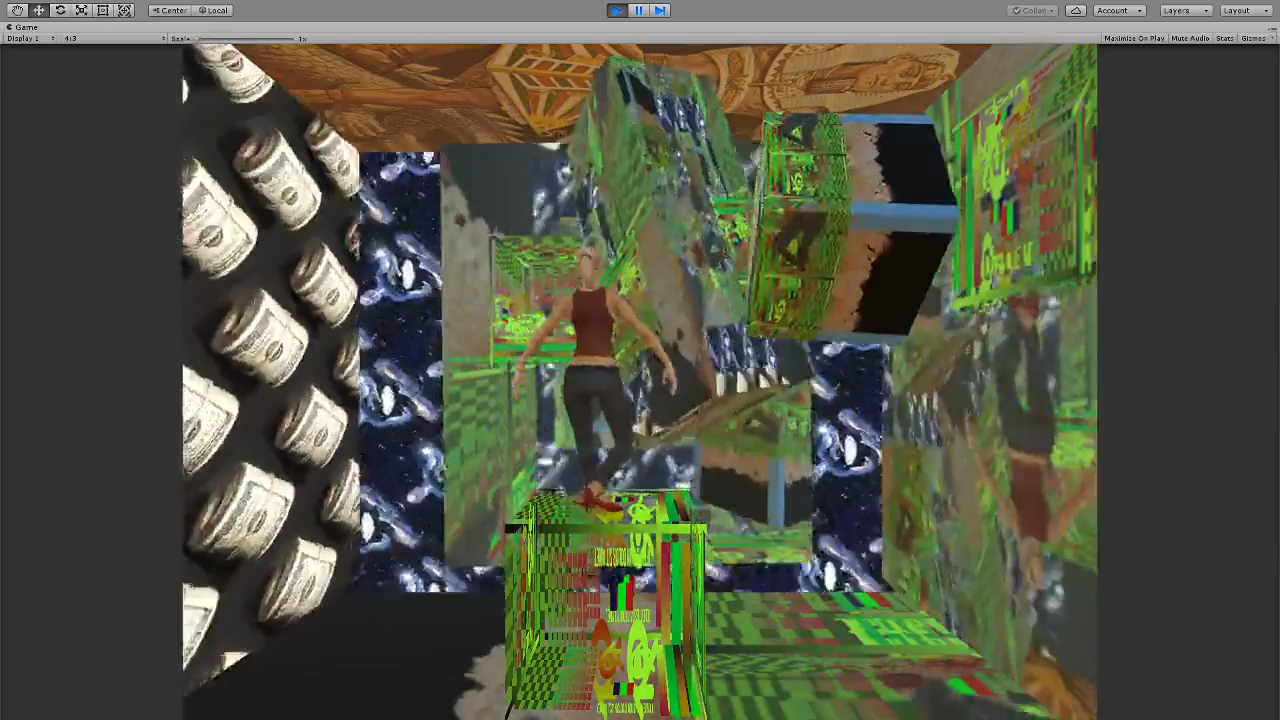 Center
Local
Collab
Account
Layers
Layout
Game
Display 1
4:3
Scale
1x
Maximize On Play
Mute Audio
Stats
Gizmos